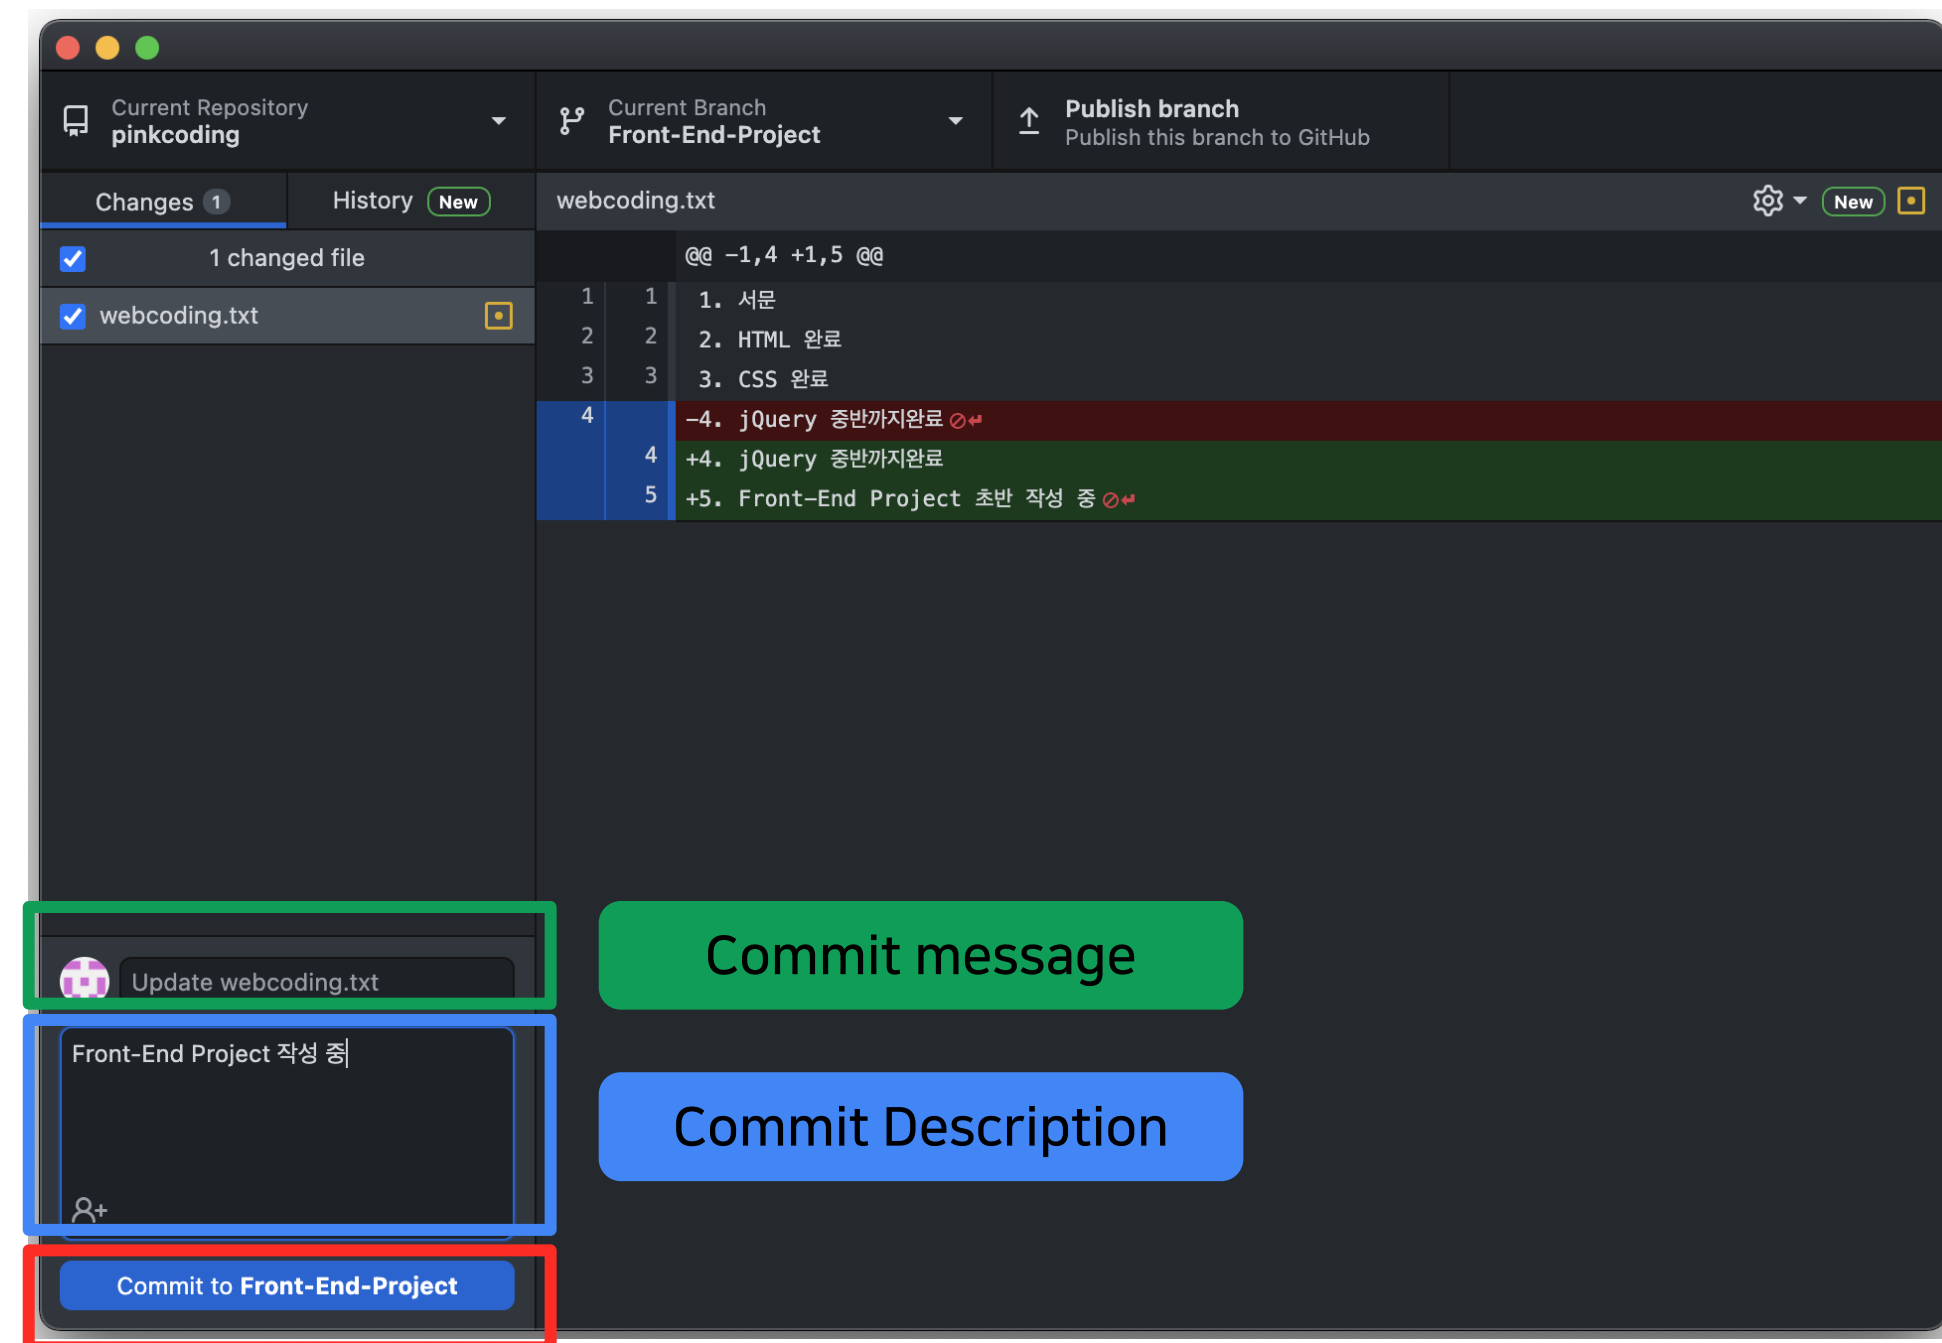 Current Repository
pinkcoding
Current Branch
Front-End-Project
Publish branch
Publish this branch to GitHub
Changes 1
History New
webcoding.txt
New
1 changed file
webcoding.txt
@@ -1,4 +1,5 @@
1 1 1. 서문
2 2 2. HTML 완료
3 3 3. CSS 완료
4 -4. jQuery 중반까지완료
4 +4. jQuery 중반까지완료
5 +5. Front-End Project 초반 작성 중
Update webcoding.txt
Commit message
Front-End Project 작성 중
Commit Description
Commit to Front-End-Project